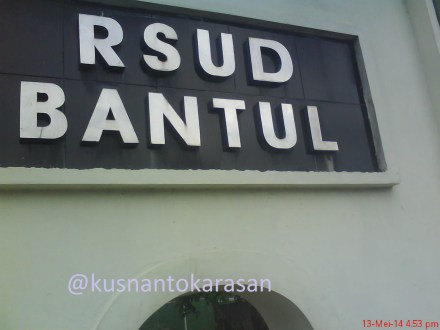 RSUD
BANTUL
@kusnantokarasan
13-Mei-14 4:53 pm